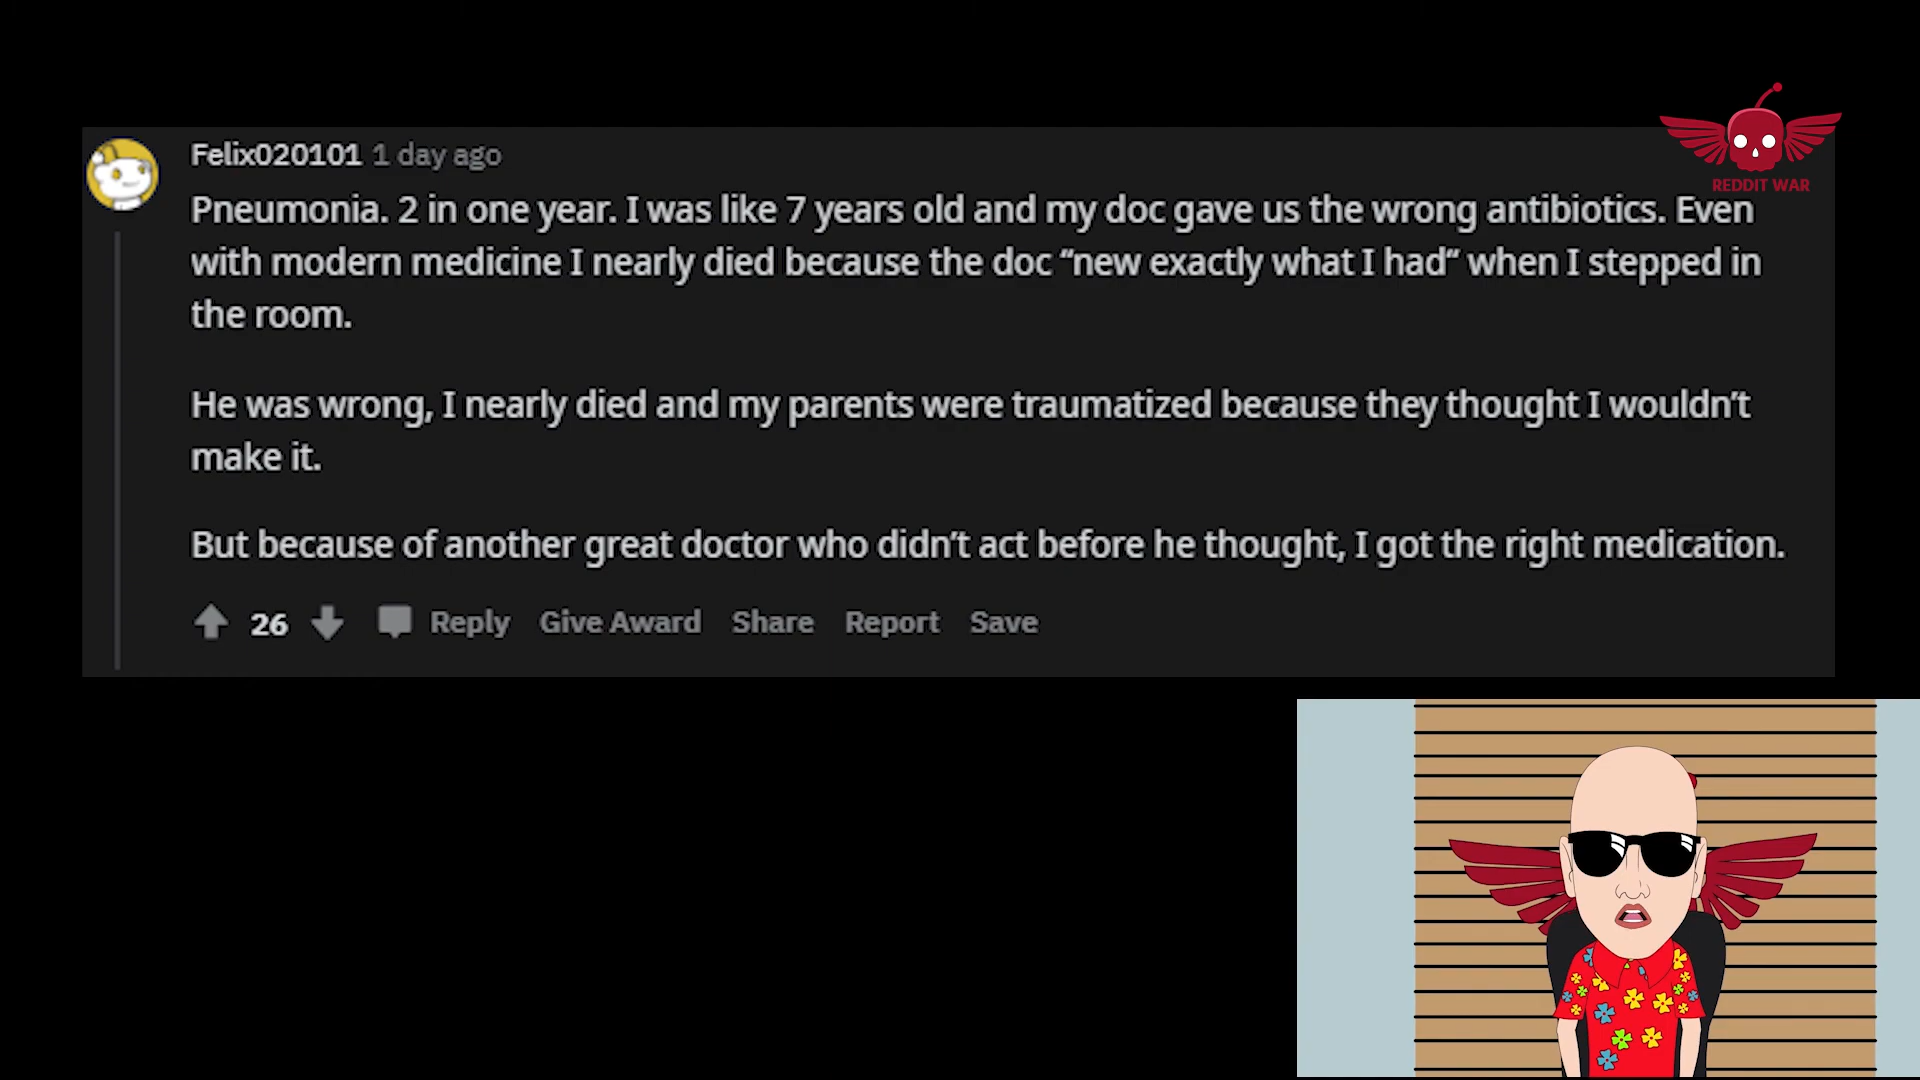 REDDIT WAR
Felix020101 1 day ago
Pneumonia. 2 in one year. I was like 7 years old and my doc gave us the wrong antibiotics. Even
with modern medicine I nearly died because the doc “new exactly what I had“ when I stepped in
the room.
He was wrong, I nearly died and my parents were traumatized because they thought I wouldn’t
make it.
But because of another great doctor who didn’t act before he thought, I got the right medication.
26 Reply Give Award Share Report Save